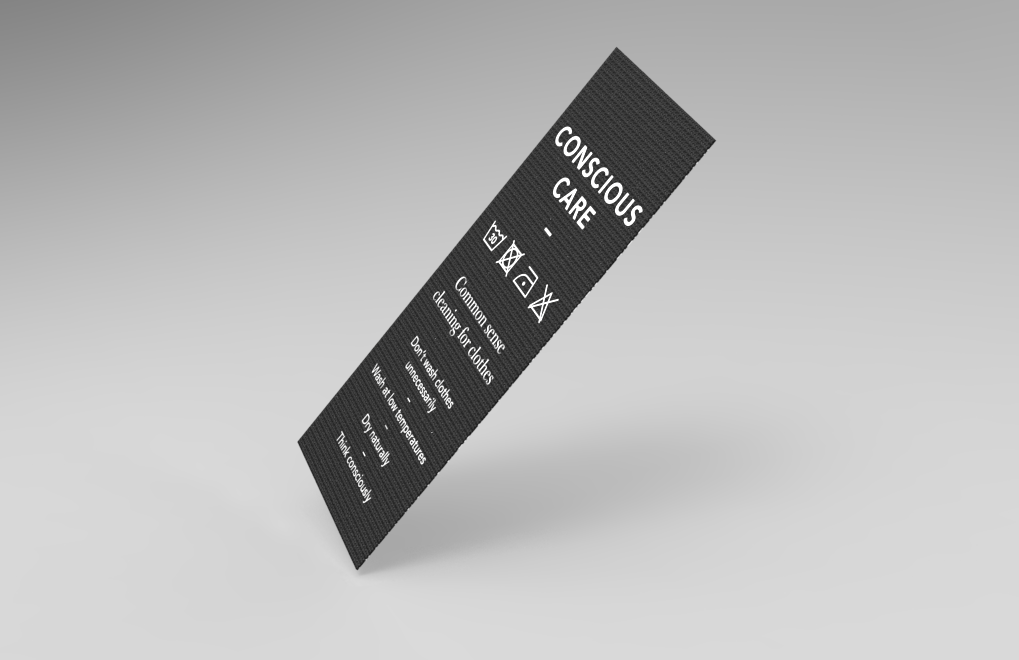 CONSCIOUS
CARE
-
30
Common sense
cleaning for clothes
Don't wash clothes
unnecessarily
-
Wash at low temperatures
-
Dry naturally
-
Think consciously